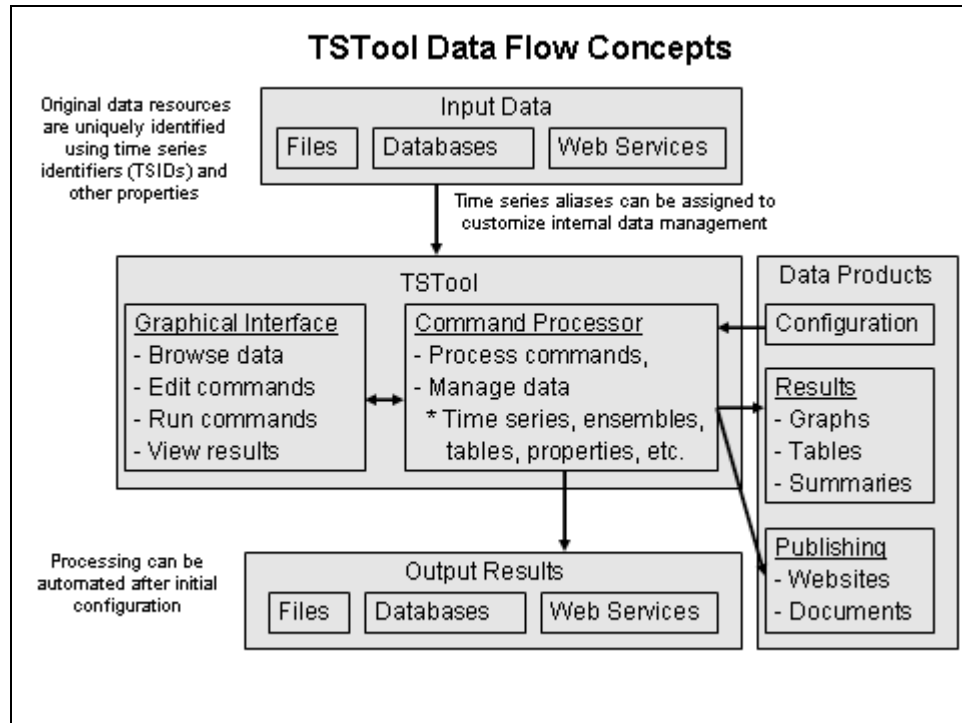 TSTool Data Flow Concepts
Original data resources
are uniquely identified
using time series
identifiers (TSIDs) and
other properties
Input Data
Files
Databases
Web Services
Time series aliases can be assigned to
customize internal data management
TSTool
Graphical Interface
- Browse data
- Edit commands
- Run commands
- View results
Command Processor
- Process commands,
- Manage data
* Time series, ensembles,
tables, properties, etc.
Data Products
Configuration
Results
- Graphs
- Tables
- Summaries
Publishing
- Websites
- Documents
Processing can be
automated after initial
configuration
Output Results
Files
Databases
Web Services